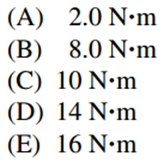 (A) 2.0 N•m
(B) 8.0 N•m
(C) 10 N•m
(D) 14 N•m
(E) 16 N•m